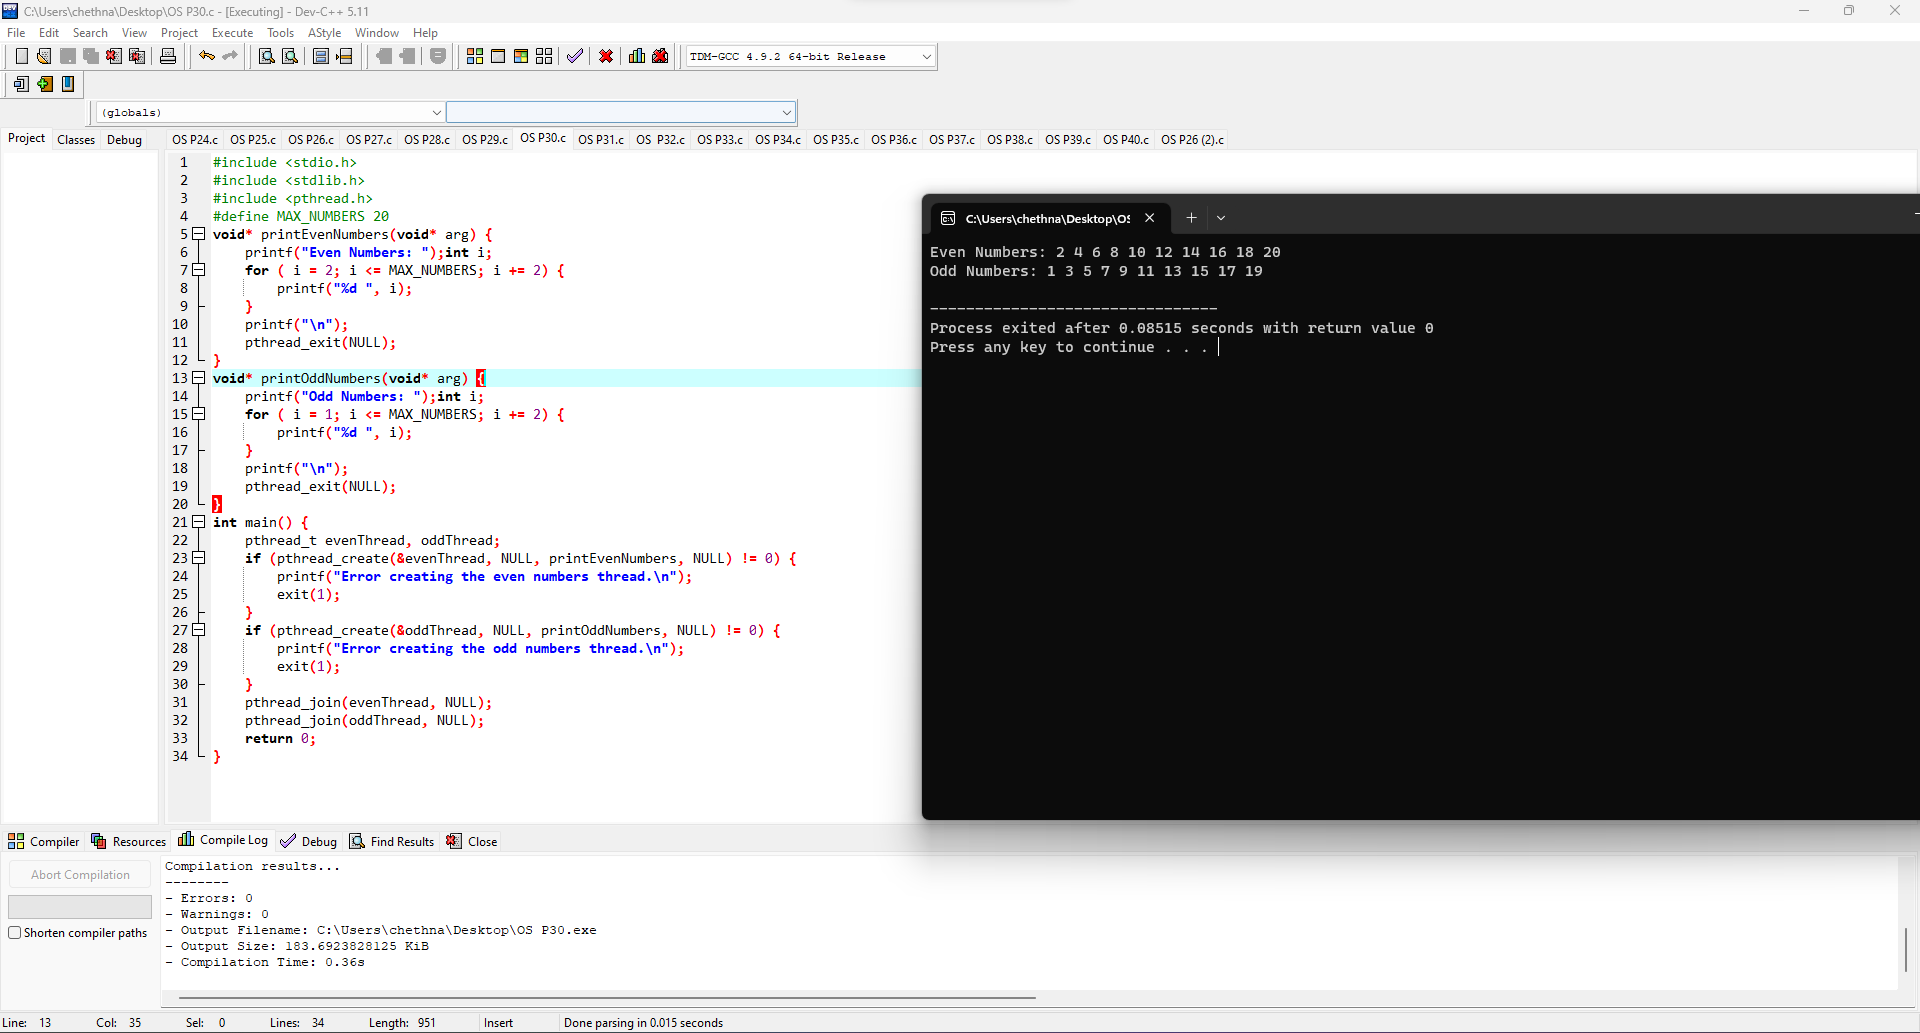 C:\Users\chethna\Desktop\OS P30.c - [Executing] - Dev-C++ 5.11
File Edit Search View Project Execute Tools AStyle Window Help
TDM-GCC 4.9.2 64-bit Release
(globals)
Project Classes Debug
OS P24.c OS P25.c OS P26.c OS P27.c OS P28.c OS P29.c OS P30.c OS P31.c OS P32.c OS P33.c OS P34.c OS P35.c OS P36.c OS P37.c OS P38.c OS P39.c OS P40.c OS P26 (2).c
1 #include <stdio.h>
2 #include <stdlib.h>
3 #include <pthread.h>
4 #define MAX_NUMBERS 20
5 void* printEvenNumbers(void* arg) {
6 printf("Even Numbers: ");int i;
7 for ( i = 2; i <= MAX_NUMBERS; i += 2) {
8 printf("%d ", i);
9 }
10 printf("\n");
11 pthread_exit(NULL);
12 }
13 void* printOddNumbers(void* arg) {
14 printf("Odd Numbers: ");int i;
15 for ( i = 1; i <= MAX_NUMBERS; i += 2) {
16 printf("%d ", i);
17 }
18 printf("\n");
19 pthread_exit(NULL);
20 }
21 int main() {
22 pthread_t evenThread, oddThread;
23 if (pthread_create(&evenThread, NULL, printEvenNumbers, NULL) != 0) {
24 printf("Error creating the even numbers thread.\n");
25 exit(1);
26 }
27 if (pthread_create(&oddThread, NULL, printOddNumbers, NULL) != 0) {
28 printf("Error creating the odd numbers thread.\n");
29 exit(1);
30 }
31 pthread_join(evenThread, NULL);
32 pthread_join(oddThread, NULL);
33 return 0;
34 }
C:\Users\chethna\Desktop\OS
Even Numbers: 2 4 6 8 10 12 14 16 18 20
Odd Numbers: 1 3 5 7 9 11 13 15 17 19
--------------------------------
Process exited after 0.08515 seconds with return value 0
Press any key to continue . . .
Compiler Resources Compile Log Debug Find Results Close
Abort Compilation
Shorten compiler paths
Compilation results...
--------
- Errors: 0
- Warnings: 0
- Output Filename: C:\Users\chethna\Desktop\OS P30.exe
- Output Size: 183.6923828125 KiB
- Compilation Time: 0.36s
Line: 13 Col: 35 Sel: 0 Lines: 34 Length: 951 Insert Done parsing in 0.015 seconds